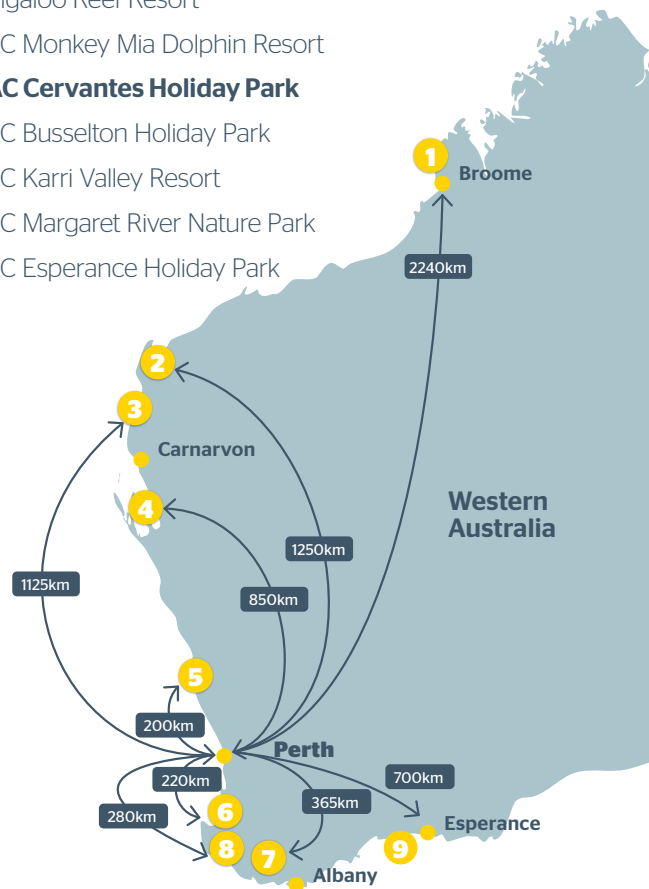 Reef Resort
C Monkey Mia Dolphin Resort
C Cervantes Holiday Park
C Busselton Holiday Park
C Karri Valley Resort
C Margaret River Nature Park
C Esperance Holiday Park
1
Broome
2240km
2
3
Carnarvon
4
Western
Australia
1250km
1125km
850km
5
200km
Perth
220km
700km
365km
280km
6
Esperance
8
7
9
Albany